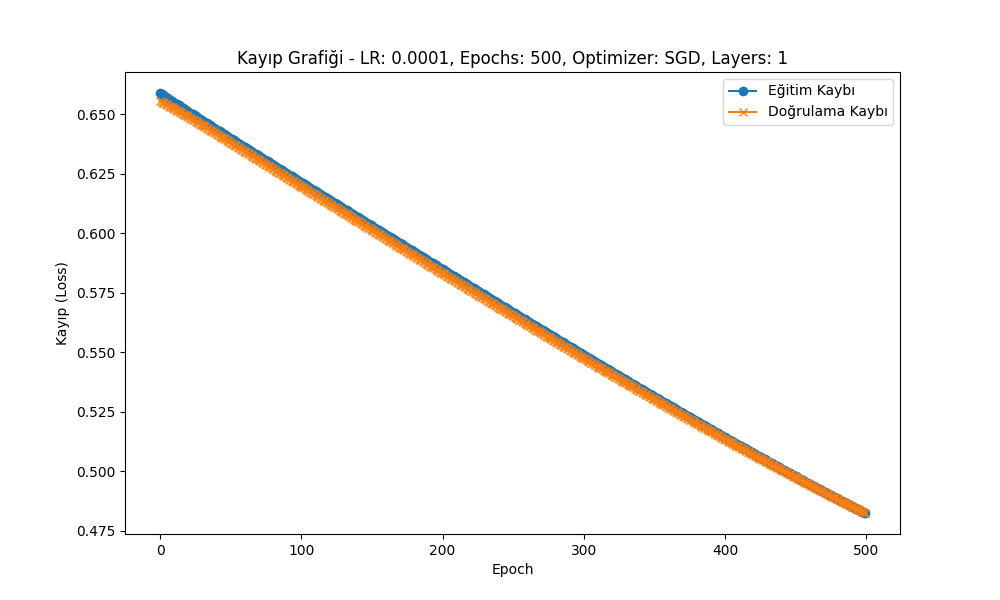 Kayıp Grafiği - LR: 0.0001, Epochs: 500, Optimizer: SGD, Layers: 1
Eğitim Kaybı
Doğrulama Kaybı
Kayıp (Loss)
0.650
0.625
0.600
0.575
0.550
0.525
0.500
0.475
0 100 200 300 400 500
Epoch